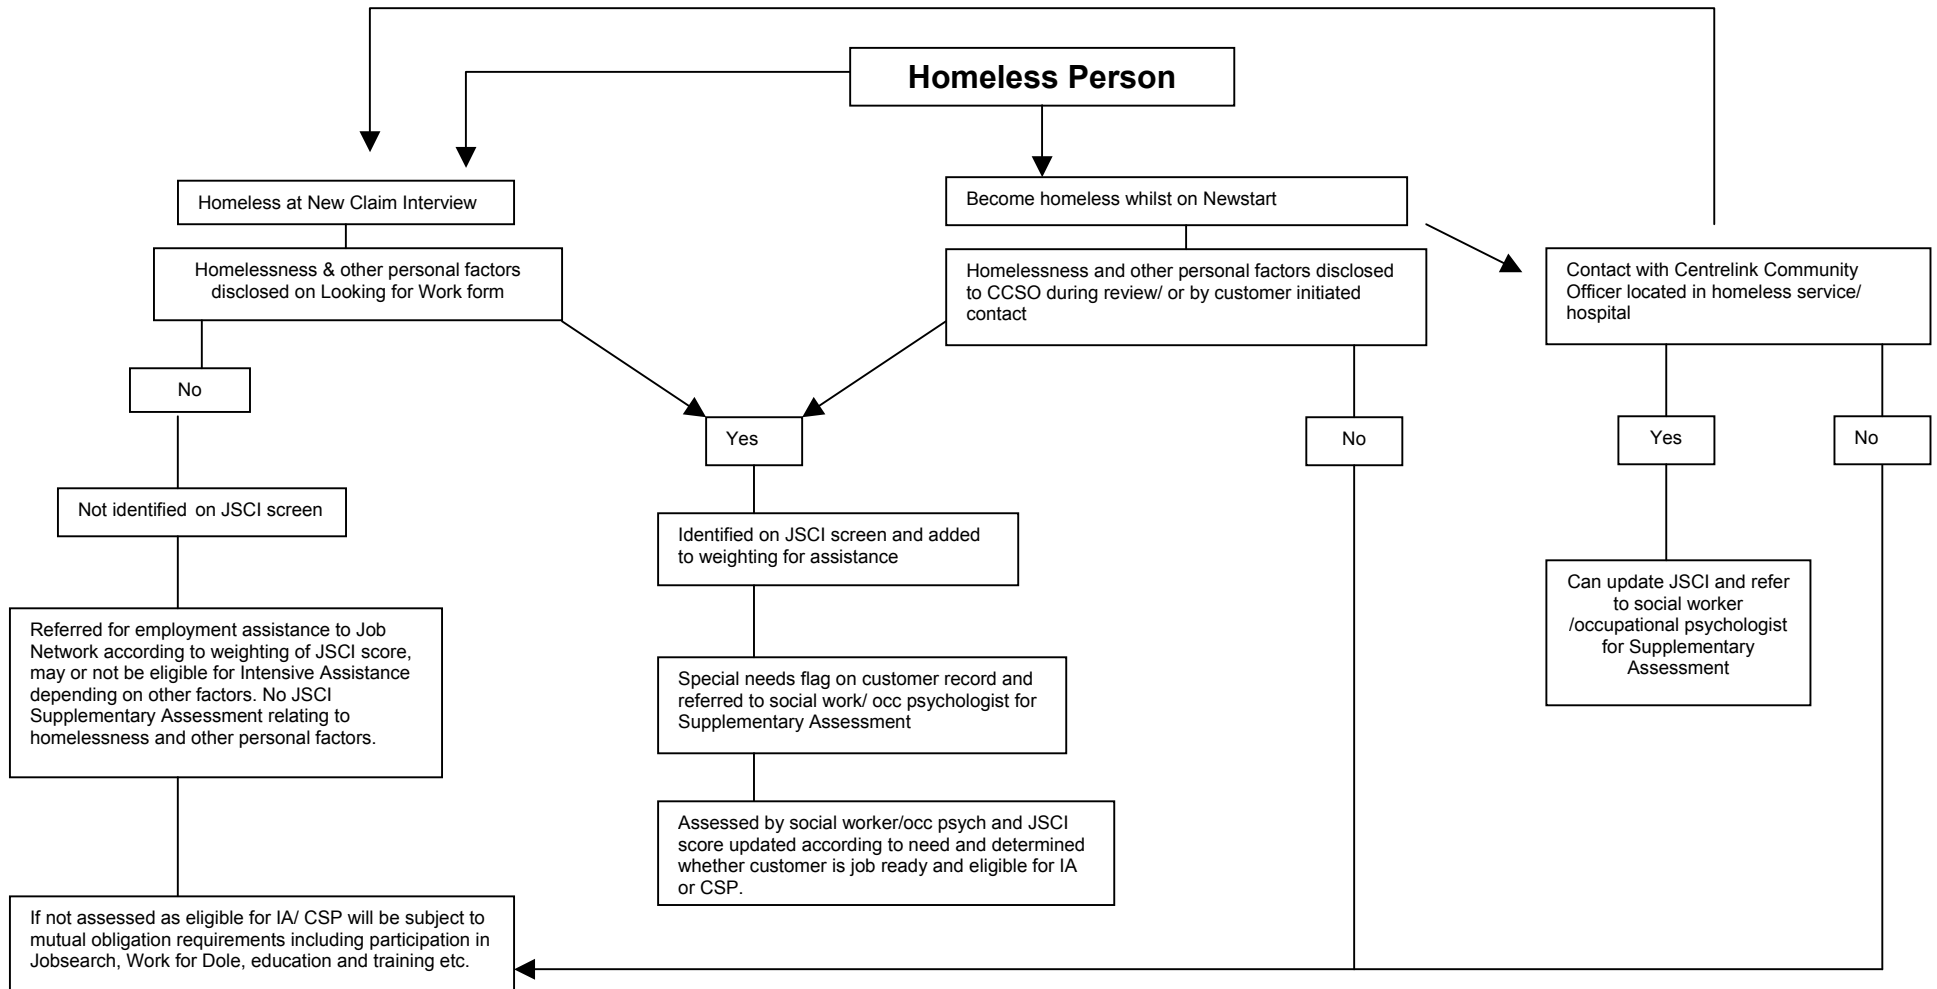 Homeless Person
Homeless at New Claim Interview
Become homeless whilst on Newstart
Homelessness & other personal factors
disclosed on Looking for Work form
Homelessness and other personal factors disclosed
to CCSO during review/ or by customer initiated
contact
Contact with Centrelink Community
Officer located in homeless service/
hospital
No
Yes
No
Yes
No
Not identified on JSCI screen
Identified on JSCI screen and added
to weighting for assistance
Can update JSCI and refer
to social worker
/occupational psychologist
for Supplementary
Assessment
Referred for employment assistance to Job
Network according to weighting of JSCI score,
may or not be eligible for Intensive Assistance
depending on other factors. No JSCI
Supplementary Assessment relating to
homelessness and other personal factors.
Special needs flag on customer record and
referred to social work/ occ psychologist for
Supplementary Assessment
Assessed by social worker/occ psych and JSCI
score updated according to need and determined
whether customer is job ready and eligible for IA
or CSP.
If not assessed as eligible for IA/ CSP will be subject to
mutual obligation requirements including participation in
Jobsearch, Work for Dole, education and training etc.